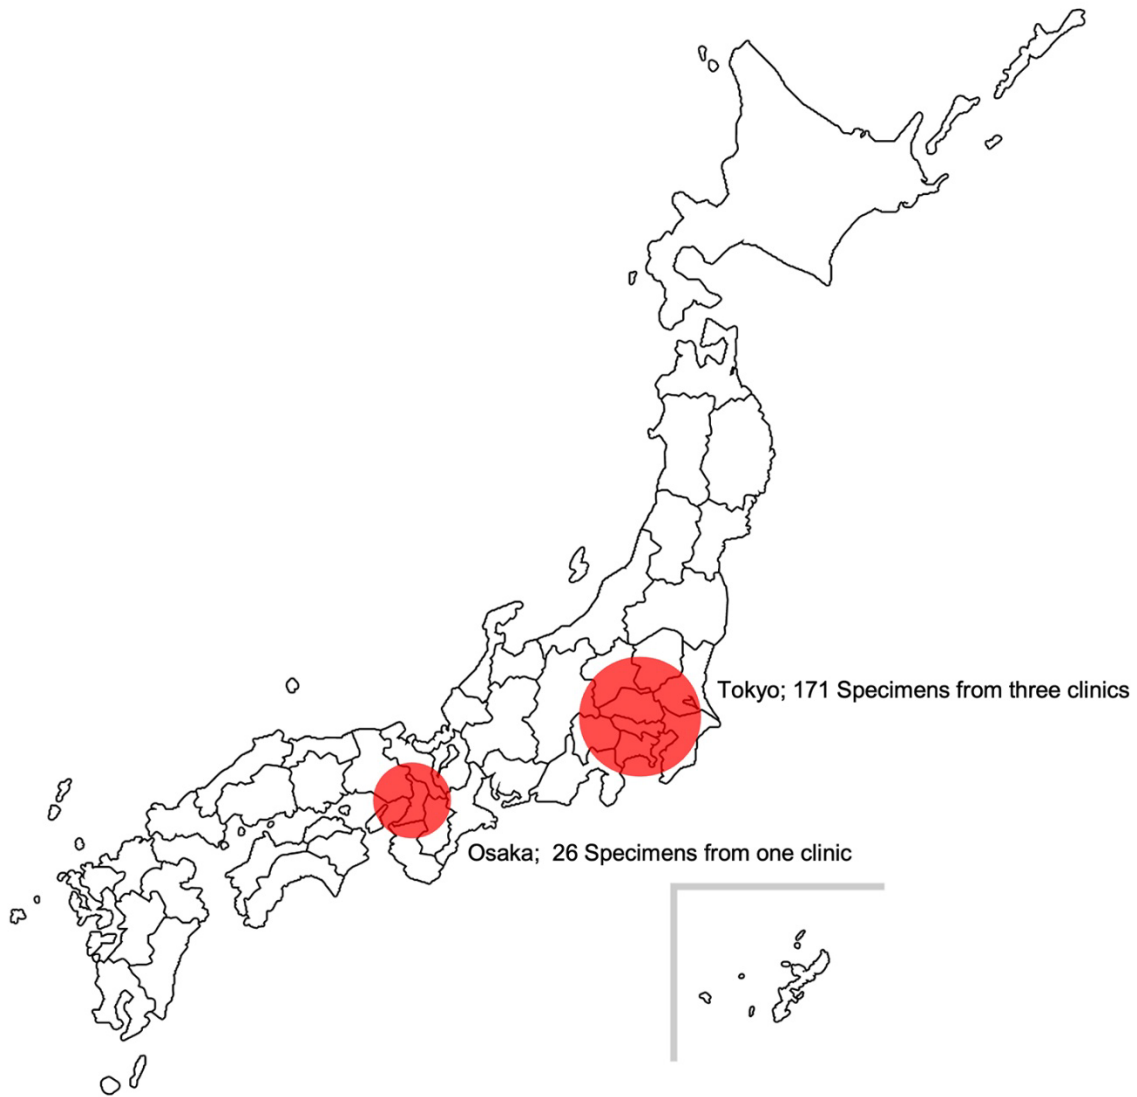 Tokyo; 171 Specimens from three clinics
Osaka;  26 Specimens from one clinic